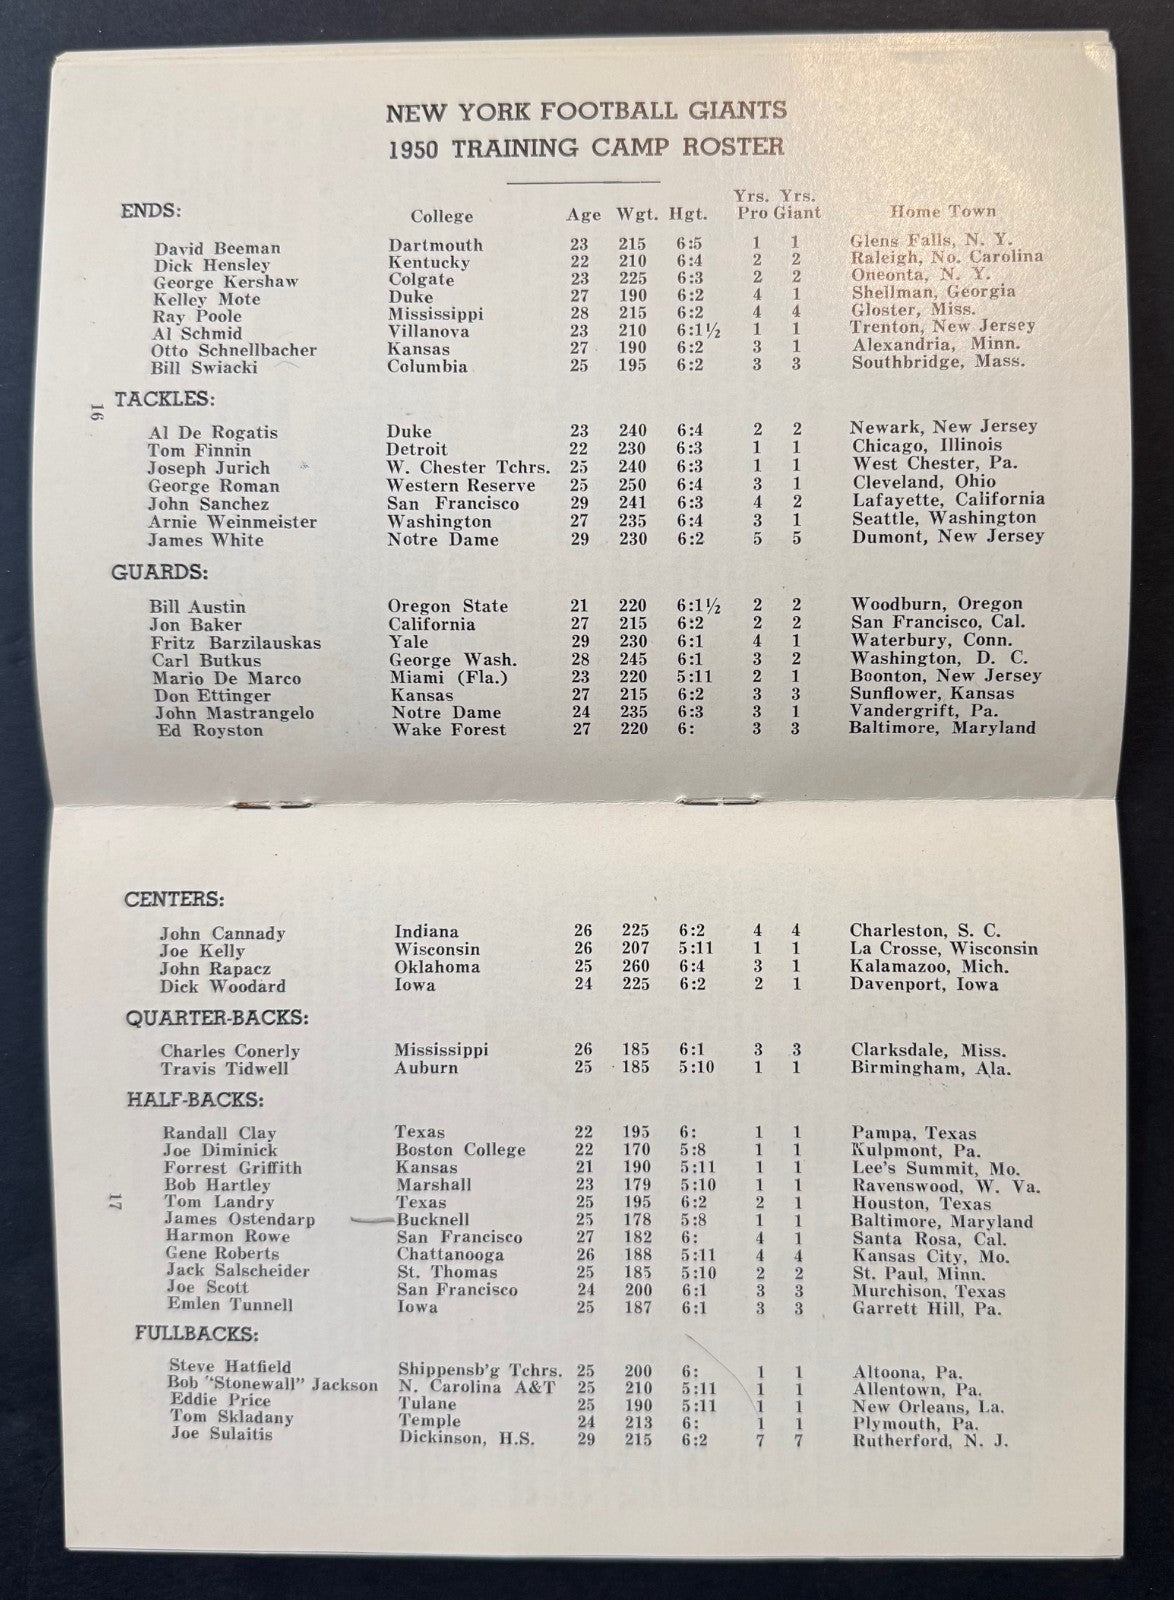 NEW YORK FOOTBALL GIANTS
1950 TRAINING CAMP ROSTER
Yrs. Yrs.
ENDS: College Age Wgt. Hgt. Pro Giant Home Town
David Beeman Dartmouth 23 215 6:5 1 1 Glens Falls, N. Y.
Dick Hensley Kentucky 22 210 6:4 2 2 Raleigh, No. Carolina
George Kershaw Colgate 23 225 6:3 2 2 Oneonta, N. Y.
Kelley Mote Duke 27 190 6:2 4 1 Shellman, Georgia
Ray Poole Mississippi 28 215 6:2 4 4 Gloster, Miss.
Al Schmid Villanova 23 210 6:1½ 1 1 Trenton, New Jersey
Otto Schnellbacher Kansas 27 190 6:2 3 1 Alexandria, Minn.
Bill Swiacki Columbia 25 195 6:2 3 3 Southbridge, Mass.
16
TACKLES:
Al De Rogatis Duke 23 240 6:4 2 2 Newark, New Jersey
Tom Finnin Detroit 22 230 6:3 1 1 Chicago, Illinois
Joseph Jurich W. Chester Tchrs. 25 240 6:3 1 1 West Chester, Pa.
George Roman Western Reserve 25 250 6:4 3 1 Cleveland, Ohio
John Sanchez San Francisco 29 241 6:3 4 2 Lafayette, California
Arnie Weinmeister Washington 27 235 6:4 3 1 Seattle, Washington
James White Notre Dame 29 230 6:2 5 5 Dumont, New Jersey
GUARDS:
Bill Austin Oregon State 21 220 6:1½ 2 2 Woodburn, Oregon
Jon Baker California 27 215 6:2 2 2 San Francisco, Cal.
Fritz Barzilauskas Yale 29 230 6:1 4 1 Waterbury, Conn.
Carl Butkus George Wash. 28 245 6:1 3 2 Washington, D. C.
Mario De Marco Miami (Fla.) 23 220 5:11 2 1 Boonton, New Jersey
Don Ettinger Kansas 27 215 6:2 3 3 Sunflower, Kansas
John Mastrangelo Notre Dame 24 235 6:3 3 1 Vandergrift, Pa.
Ed Royston Wake Forest 27 220 6: 3 3 Baltimore, Maryland
CENTERS:
John Cannady Indiana 26 225 6:2 4 4 Charleston, S. C.
Joe Kelly Wisconsin 26 207 5:11 1 1 La Crosse, Wisconsin
John Rapacz Oklahoma 25 260 6:4 3 1 Kalamazoo, Mich.
Dick Woodard Iowa 24 225 6:2 2 1 Davenport, Iowa
QUARTER-BACKS:
Charles Conerly Mississippi 26 185 6:1 3 3 Clarksdale, Miss.
Travis Tidwell Auburn 25 185 5:10 1 1 Birmingham, Ala.
HALF-BACKS:
Randall Clay Texas 22 195 6: 1 1 Pampa, Texas
Joe Diminick Boston College 22 170 5:8 1 1 Kulpmont, Pa.
Forrest Griffith Kansas 21 190 5:11 1 1 Lee's Summit, Mo.
Bob Hartley Marshall 23 179 5:10 1 1 Ravenswood, W. Va.
Tom Landry Texas 25 195 6:2 2 1 Houston, Texas
17
James Ostendarp Bucknell 25 178 5:8 1 1 Baltimore, Maryland
Harmon Rowe San Francisco 27 182 6: 4 1 Santa Rosa, Cal.
Gene Roberts Chattanooga 26 188 5:11 4 4 Kansas City, Mo.
Jack Salscheider St. Thomas 25 185 5:10 2 2 St. Paul, Minn.
Joe Scott San Francisco 24 200 6:1 3 3 Murchison, Texas
Emlen Tunnell Iowa 25 187 6:1 3 3 Garrett Hill, Pa.
FULLBACKS:
Steve Hatfield Shippensb'g Tchrs. 25 200 6: 1 1 Altoona, Pa.
Bob "Stonewall" Jackson N. Carolina A&T 25 210 5:11 1 1 Allentown, Pa.
Eddie Price Tulane 25 190 5:11 1 1 New Orleans, La.
Tom Skladany Temple 24 213 6: 1 1 Plymouth, Pa.
Joe Sulaitis Dickinson, H.S. 29 215 6:2 7 7 Rutherford, N. J.